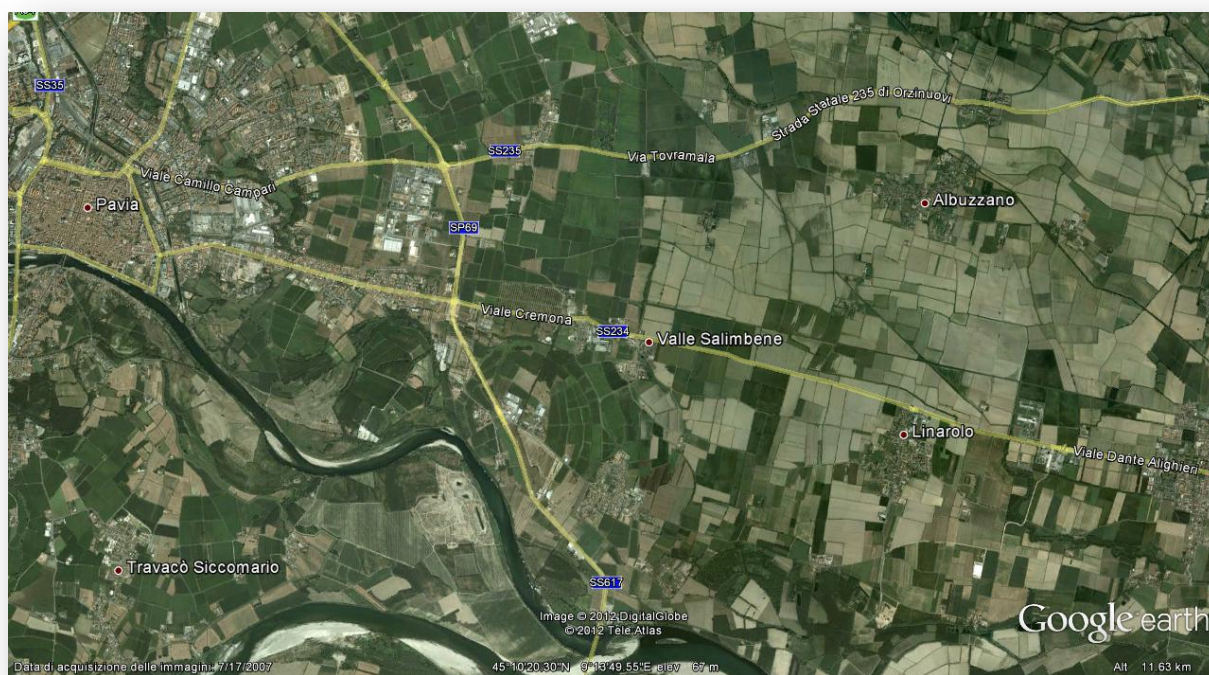 SS35
Strada Statale 235 di Orzinuovi
SS235
Via Tovramala
Viale Camillo Campari
Pavia
Albuzzano
SP69
Viale Cremona
SS234
Valle Salimbene
Linarolo
Viale Dante Alighieri
Travacò Siccomario
SS617
Image © 2012 DigitalGlobe
© 2012 Tele Atlas
Google earth
Data di acquisizione delle immagini: 7/17/2007
45°10'20.30"N 9°13'49.55"E elev 67 m
Alt 11.63 km